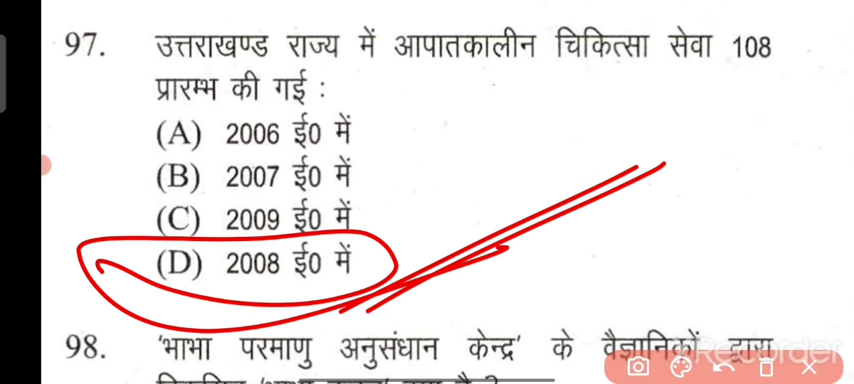 97. उत्तराखण्ड राज्य में आपातकालीन चिकित्सा सेवा 108
प्रारम्भ की गई :
(A) 2006 ई0 में
(B) 2007 ई0 में
(C) 2009 ई0 में
(D) 2008 ई0 में
98. 'भाभा परमाणु अनुसंधान केन्द्र' के वैज्ञानिकों द्वारा